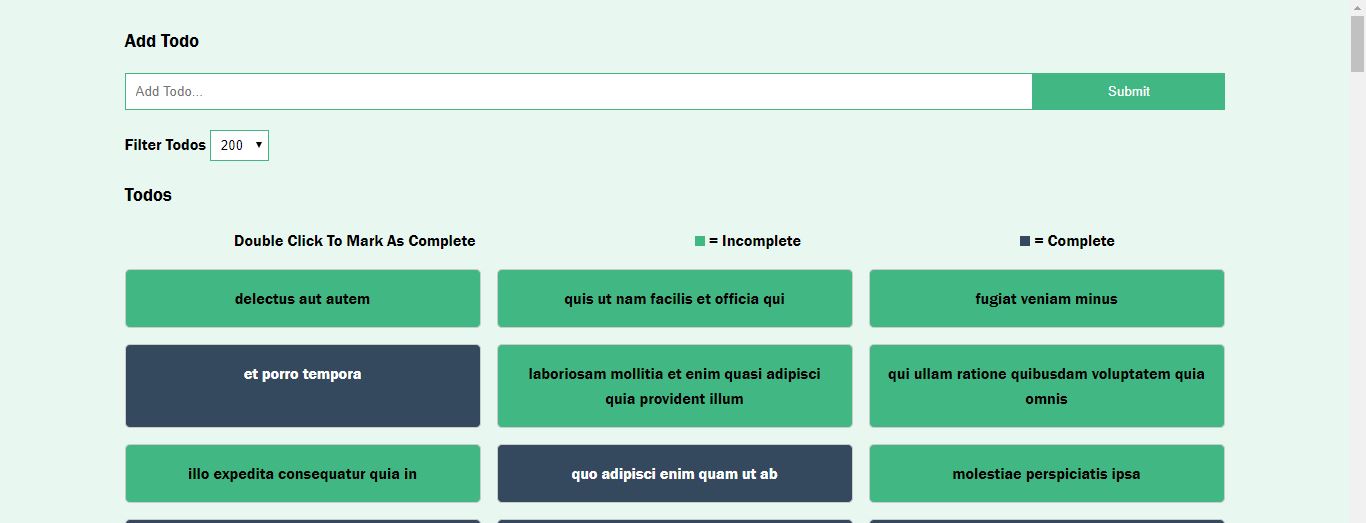 Add Todo
Add Todo...
Submit
Filter Todos 200
Todos
Double Click To Mark As Complete
= Incomplete
= Complete
delectus aut autem
quis ut nam facilis et officia qui
fugiat veniam minus
et porro tempora
laboriosam mollitia et enim quasi adipisci
quia provident illum
qui ullam ratione quibusdam voluptatem quia
omnis
illo expedita consequatur quia in
quo adipisci enim quam ut ab
molestiae perspiciatis ipsa